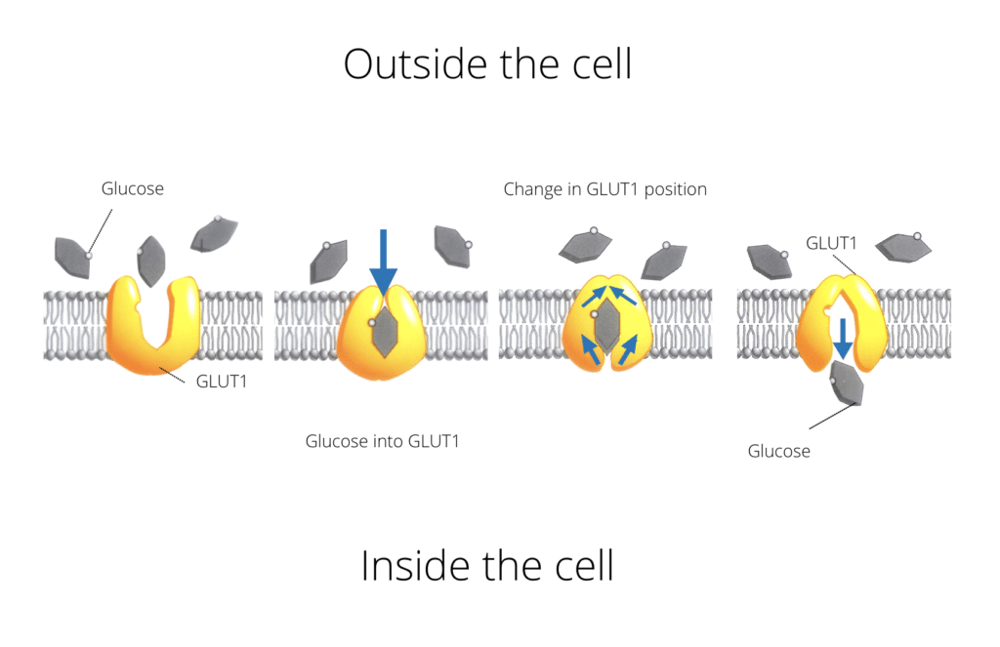 Outside the cell
Glucose
Change in GLUT1 position
GLUT1
GLUT1
Glucose into GLUT1
Glucose
Inside the cell